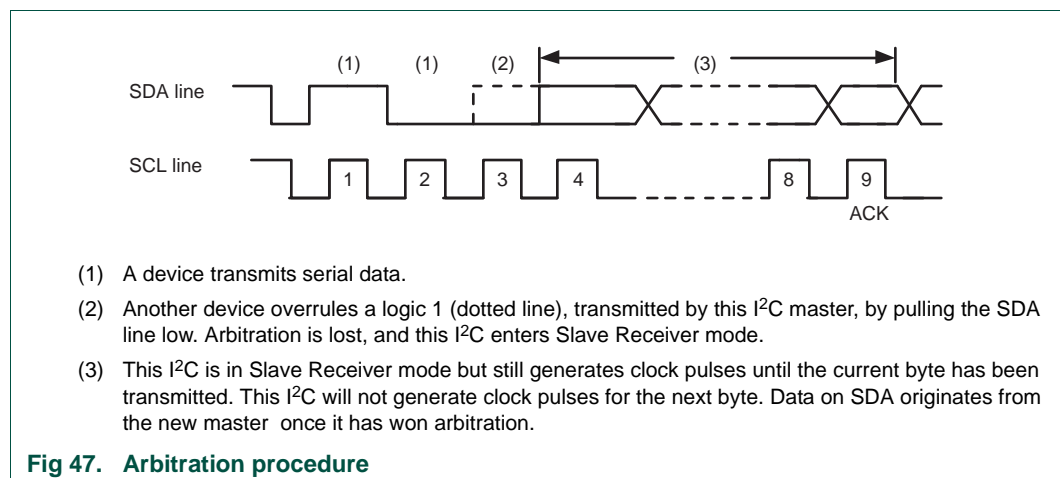 (1) (1) (2) (3)
SDA line
SCL line
1 2 3 4 8 9
ACK
(1) A device transmits serial data.
(2) Another device overrules a logic 1 (dotted line), transmitted by this I2C master, by pulling the SDA
line low. Arbitration is lost, and this I2C enters Slave Receiver mode.
(3) This I2C is in Slave Receiver mode but still generates clock pulses until the current byte has been
transmitted. This I2C will not generate clock pulses for the next byte. Data on SDA originates from
the new master once it has won arbitration.
Fig 47. Arbitration procedure